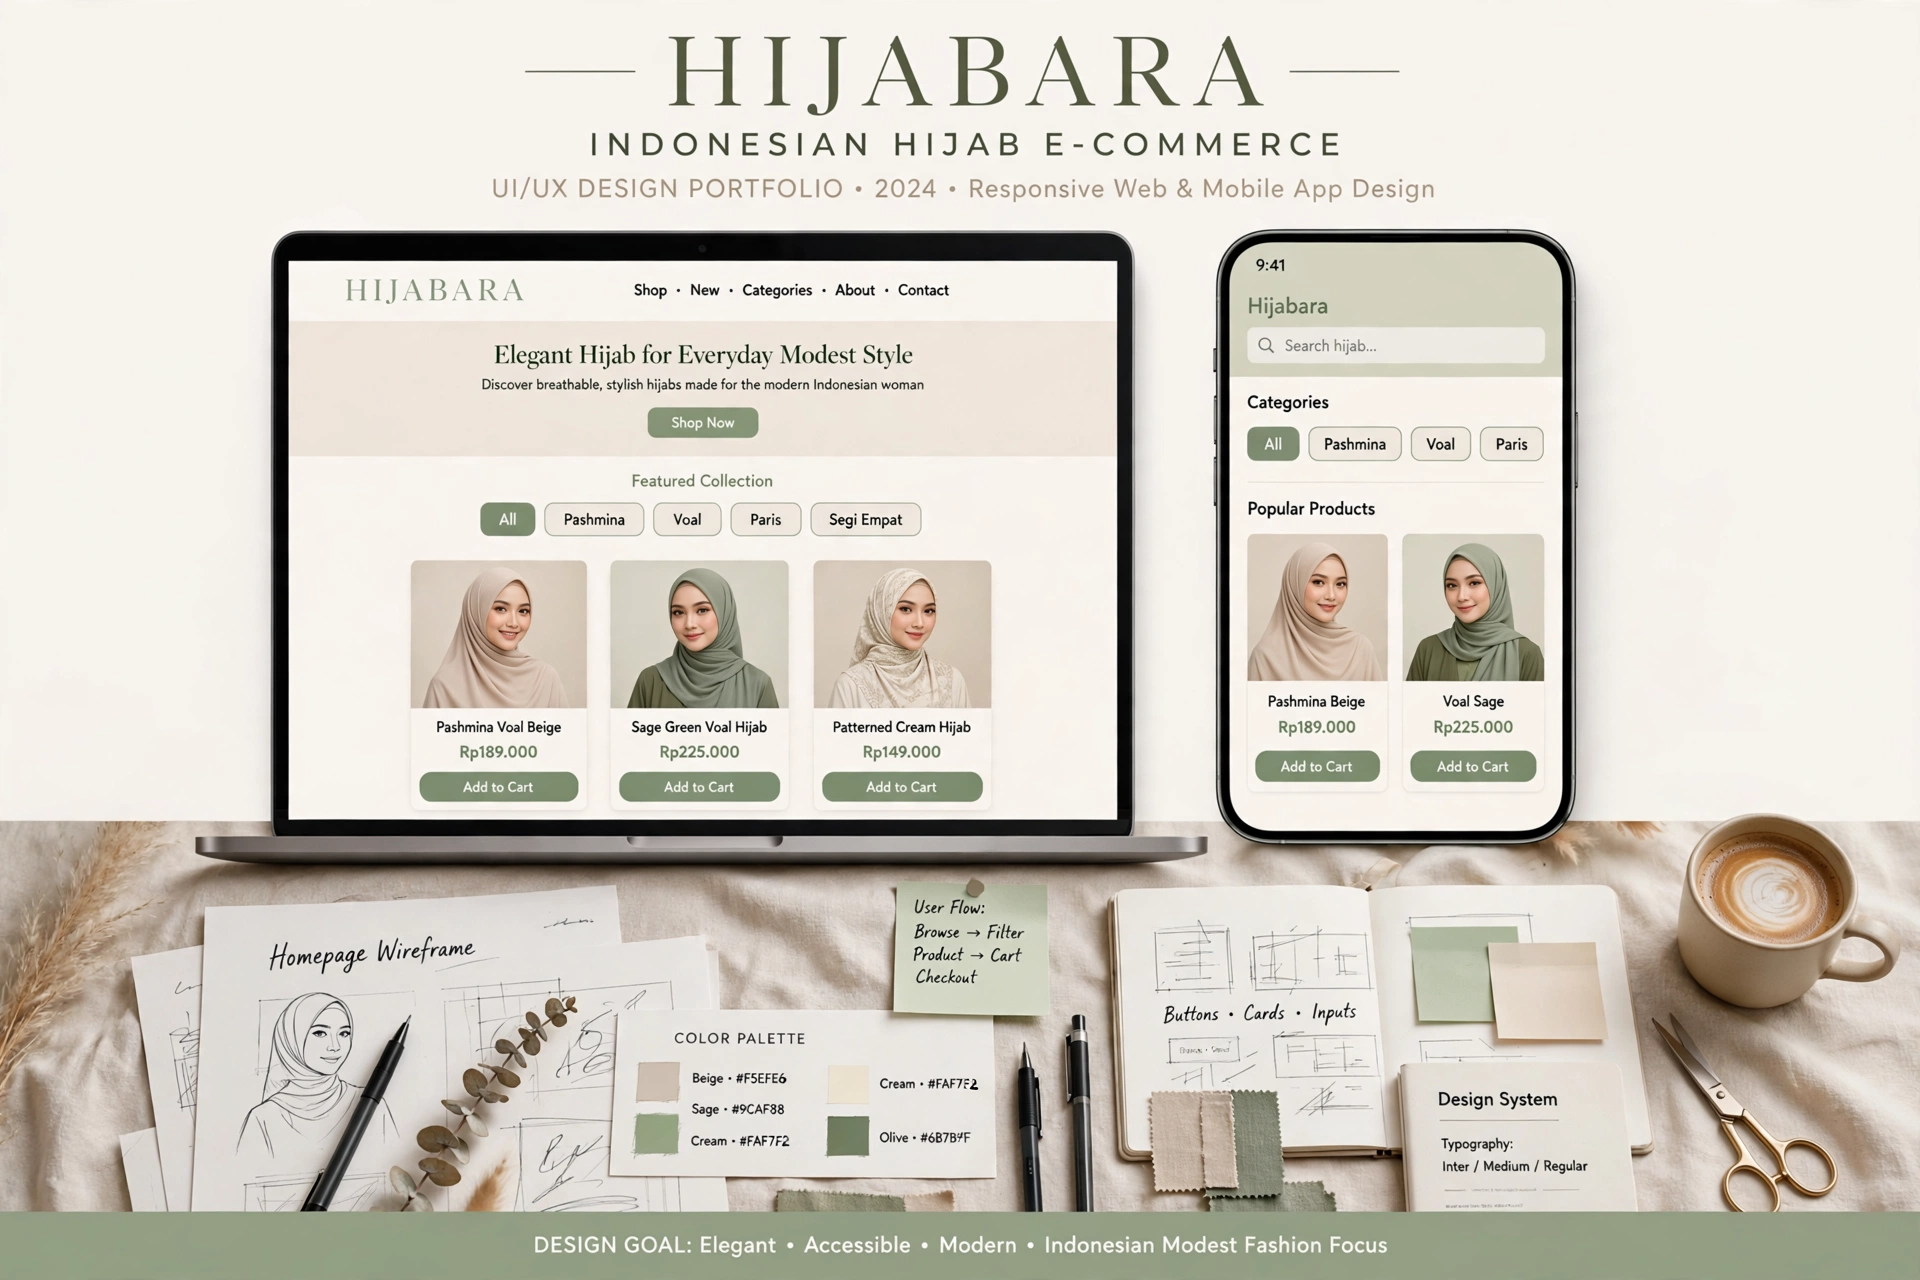 HIJABARA
INDONESIAN HIJAB E-COMMERCE
UI/UX DESIGN PORTFOLIO • 2024 • Responsive Web & Mobile App Design
HIJABARA
Shop • New • Categories • About • Contact
Elegant Hijab for Everyday Modest Style
Discover breathable, stylish hijabs made for the modern Indonesian woman
Shop Now
Featured Collection
All Pashmina Voal Paris Segi Empat
Pashmina Voal Beige
Rp189.000
Add to Cart
Sage Green Voal Hijab
Rp225.000
Add to Cart
Patterned Cream Hijab
Rp149.000
Add to Cart
9:41
Hijabara
Search hijab...
Categories
All Pashmina Voal Paris
Popular Products
Pashmina Beige
Rp189.000
Add to Cart
Voal Sage
Rp225.000
Add to Cart
Homepage Wireframe
User Flow:
Browse → Filter
Product → Cart
Checkout
COLOR PALETTE
Beige • #F5EFE6
Sage • #9CAF88
Cream • #FAF7F2
Cream • #FAF7F2
Olive • #6B7B4F
Buttons • Cards • Inputs
Design System
Typography:
Inter / Medium / Regular
DESIGN GOAL: Elegant • Accessible • Modern • Indonesian Modest Fashion Focus